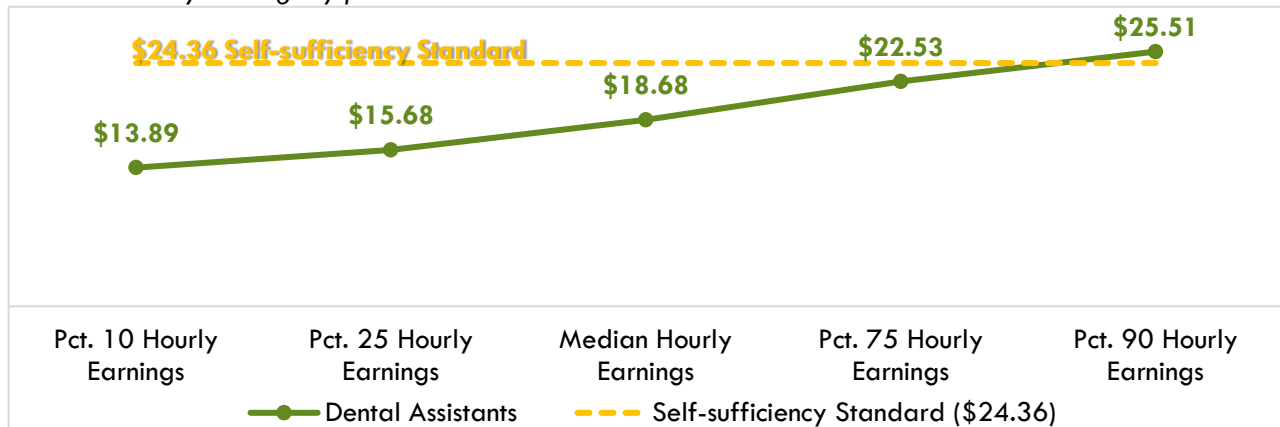 $24.36 Self-sufficiency Standard
$25.51
$22.53
$18.68
$15.68
$13.89
Pct. 10 Hourly Earnings
Pct. 25 Hourly Earnings
Median Hourly Earnings
Pct. 75 Hourly Earnings
Pct. 90 Hourly Earnings
Dental Assistants
Self-sufficiency Standard ($24.36)